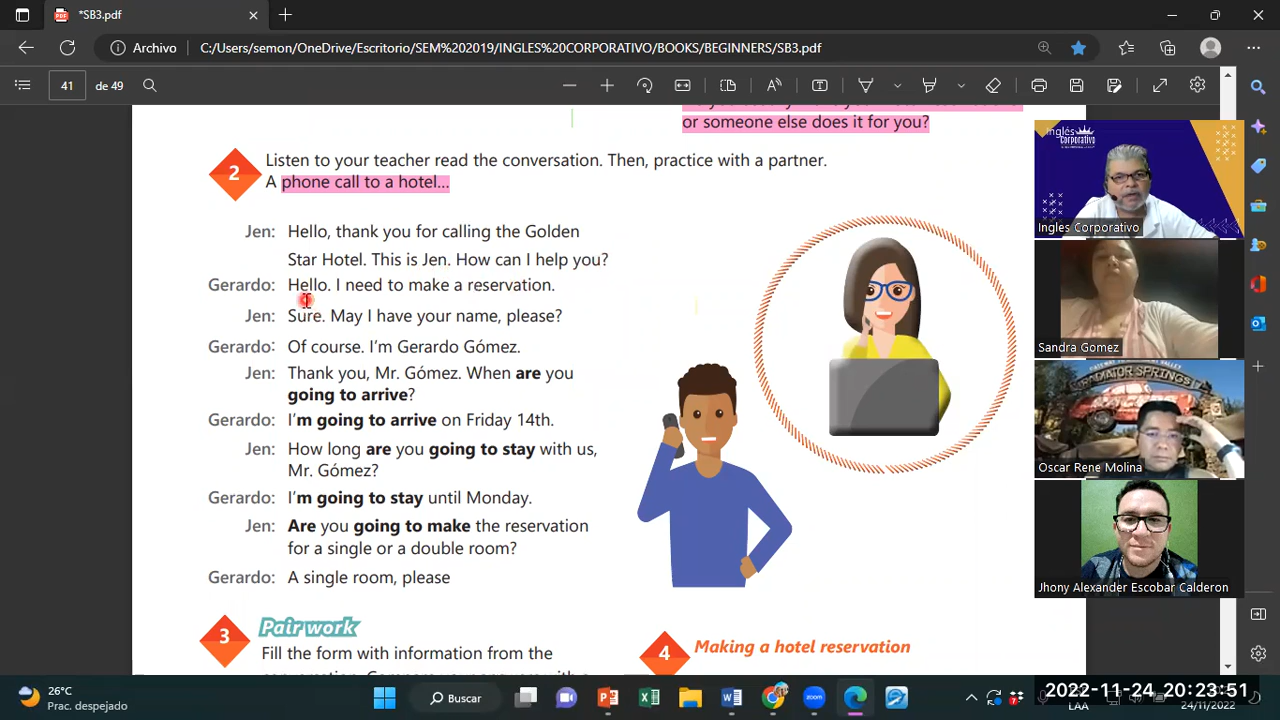 *SB3.pdf
Archivo
C:/Users/semon/OneDrive/Escritorio/SEM%202019/INGLES%20CORPORATIVO/BOOKS/BEGINNERS/SB3.pdf
41
de 49
or someone else does it for you?
2
Listen to your teacher read the conversation. Then, practice with a partner.
A phone call to a hotel...
Jen: Hello, thank you for calling the Golden
Star Hotel. This is Jen. How can I help you?
Gerardo: Hello. I need to make a reservation.
Jen: Sure. May I have your name, please?
Gerardo: Of course. I'm Gerardo Gómez.
Jen: Thank you, Mr. Gómez. When are you
going to arrive?
Gerardo: I'm going to arrive on Friday 14th.
Jen: How long are you going to stay with us,
Mr. Gómez?
Gerardo: I'm going to stay until Monday.
Jen: Are you going to make the reservation
for a single or a double room?
Gerardo: A single room, please
3
Pair work
Fill the form with information from the
4
Making a hotel reservation
Inglés
Corporativo
Ingles Corporativo
Sandra Gomez
RADIATOR SPRINGS
Oscar Rene Molina
Jhony Alexander Escobar Calderon
26°C
Prac. despejado
Buscar
zoom
LAA
2022-11-24 20:23:51
24/11/2022